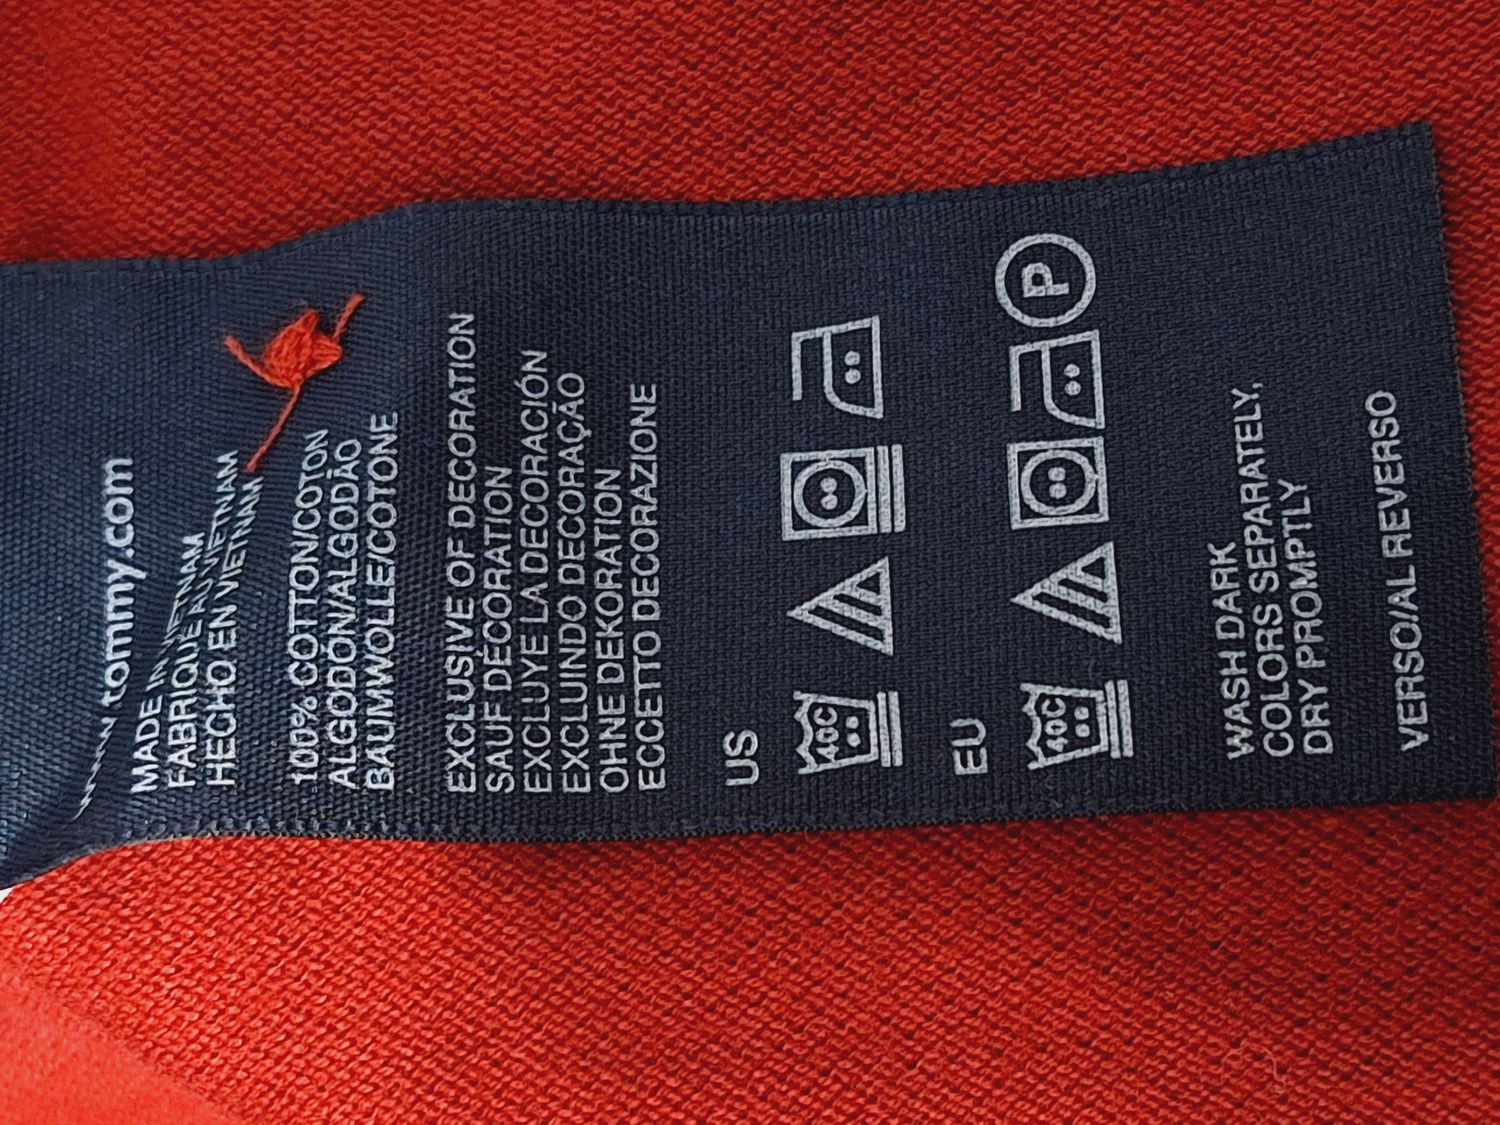 www.tommy.com
MADE IN VIETNAM
FABRIQUÉ AU VIETNAM
HECHO EN VIETNAM
100% COTTON/COTON
ALGODÓN/ALGODÃO
BAUMWOLLE/COTONE
EXCLUSIVE OF DECORATION
SAUF DÉCORATION
EXCLUYE LA DECORACIÓN
EXCLUINDO DECORAÇÃO
OHNE DEKORATION
ECCETTO DECORAZIONE
US
40C
EU
40C P
WASH DARK
COLORS SEPARATELY,
DRY PROMPTLY
VERSO/AL REVERSO